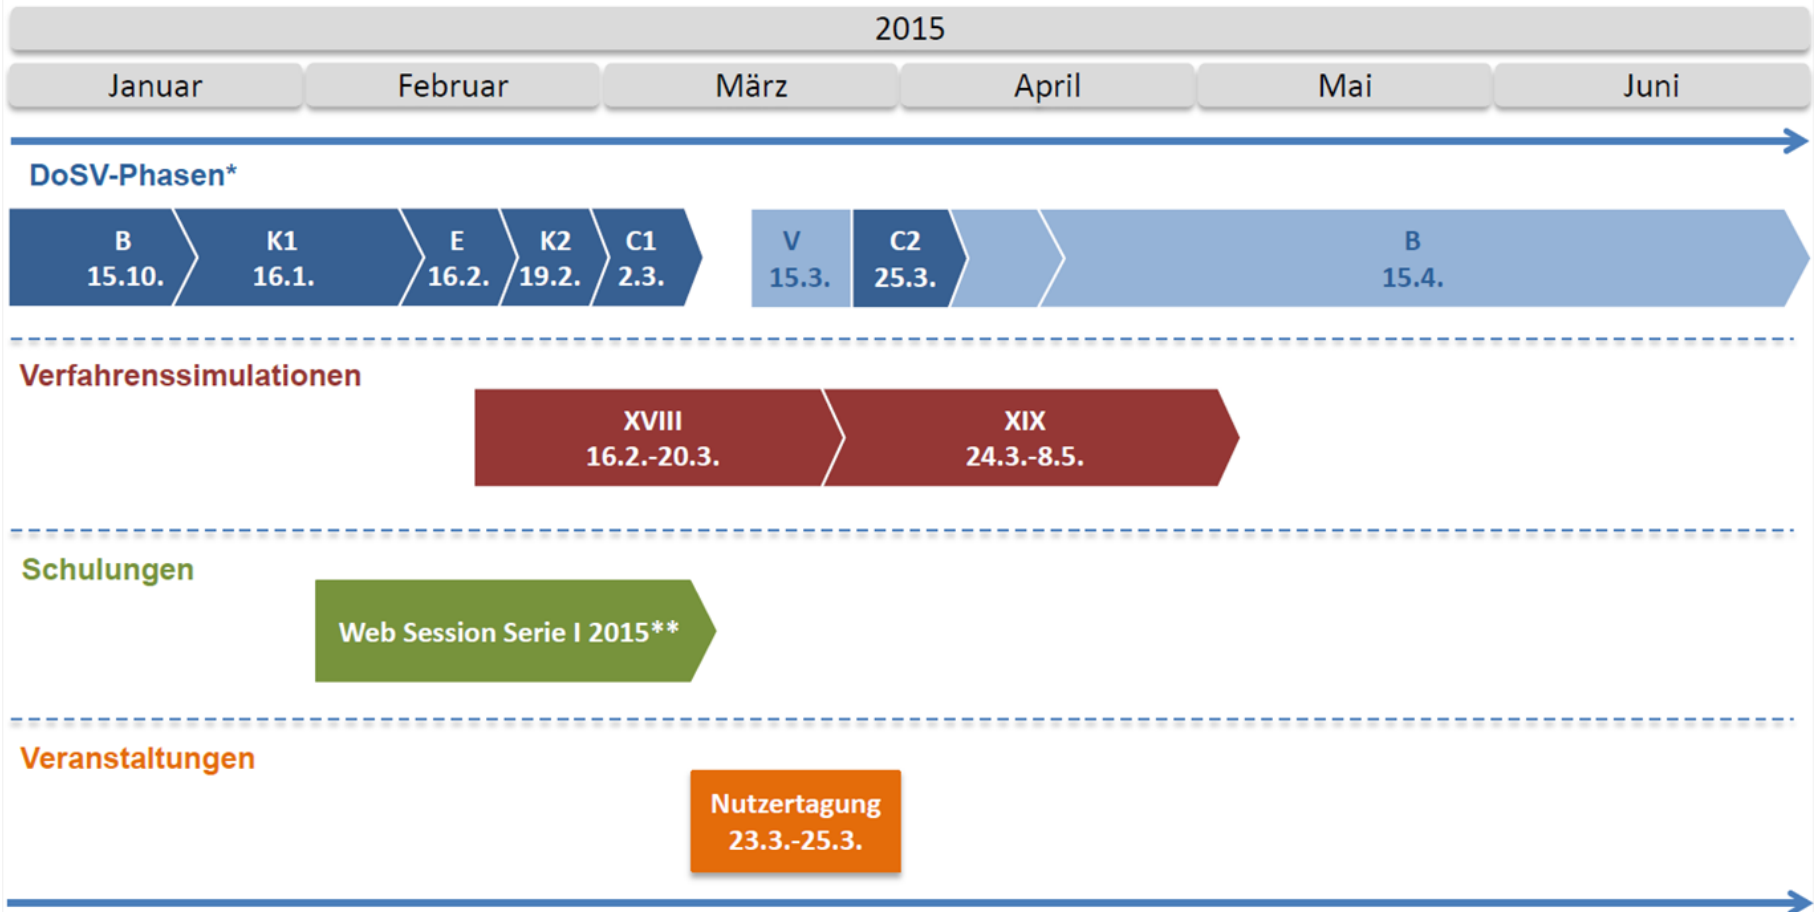 2015
Januar Februar März April Mai Juni
DoSV-Phasen*
B K1 E K2 C1 V C2 B
15.10. 16.1. 16.2. 19.2. 2.3. 15.3. 25.3. 15.4.
Verfahrenssimulationen
XVIII XIX
16.2.-20.3. 24.3.-8.5.
Schulungen
Web Session Serie I 2015**
Veranstaltungen
Nutzertagung
23.3.-25.3.